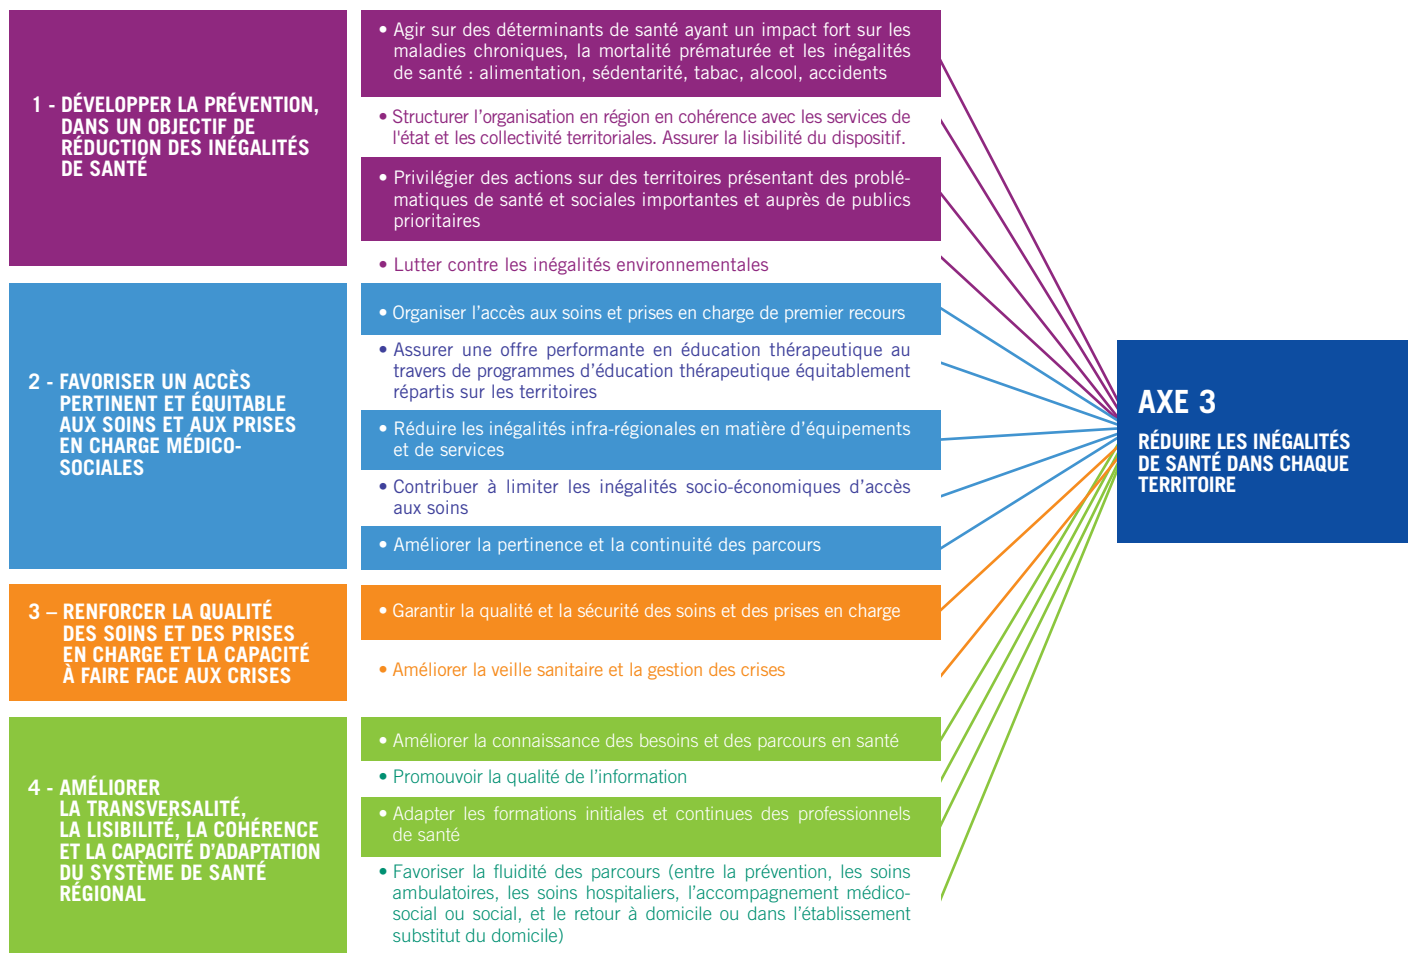 1 - DÉVELOPPER LA PRÉVENTION,
DANS UN OBJECTIF DE
RÉDUCTION DES INÉGALITÉS
DE SANTÉ
• Agir sur des déterminants de santé ayant un impact fort sur les
maladies chroniques, la mortalité prématurée et les inégalités
de santé : alimentation, sédentarité, tabac, alcool, accidents
• Structurer l’organisation en région en cohérence avec les services de
l'état et les collectivité territoriales. Assurer la lisibilité du dispositif.
• Privilégier des actions sur des territoires présentant des problé-
matiques de santé et sociales importantes et auprès de publics
prioritaires
• Lutter contre les inégalités environnementales
2 - FAVORISER UN ACCÈS
PERTINENT ET ÉQUITABLE
AUX SOINS ET AUX PRISES
EN CHARGE MÉDICO-
SOCIALES
• Organiser l’accès aux soins et prises en charge de premier recours
• Assurer une offre performante en éducation thérapeutique au
travers de programmes d’éducation thérapeutique équitablement
répartis sur les territoires
• Réduire les inégalités infra-régionales en matière d’équipements
et de services
• Contribuer à limiter les inégalités socio-économiques d’accès
aux soins
• Améliorer la pertinence et la continuité des parcours
3 – RENFORCER LA QUALITÉ
DES SOINS ET DES PRISES
EN CHARGE ET LA CAPACITÉ
À FAIRE FACE AUX CRISES
• Garantir la qualité et la sécurité des soins et des prises en charge
• Améliorer la veille sanitaire et la gestion des crises
4 - AMÉLIORER
LA TRANSVERSALITÉ,
LA LISIBILITÉ, LA COHÉRENCE
ET LA CAPACITÉ D’ADAPTATION
DU SYSTÈME DE SANTÉ
RÉGIONAL
• Améliorer la connaissance des besoins et des parcours en santé
• Promouvoir la qualité de l’information
• Adapter les formations initiales et continues des professionnels
de santé
• Favoriser la fluidité des parcours (entre la prévention, les soins
ambulatoires, les soins hospitaliers, l’accompagnement médico-
social ou social, et le retour à domicile ou dans l’établissement
substitut du domicile)
AXE 3
RÉDUIRE LES INÉGALITÉS
DE SANTÉ DANS CHAQUE
TERRITOIRE